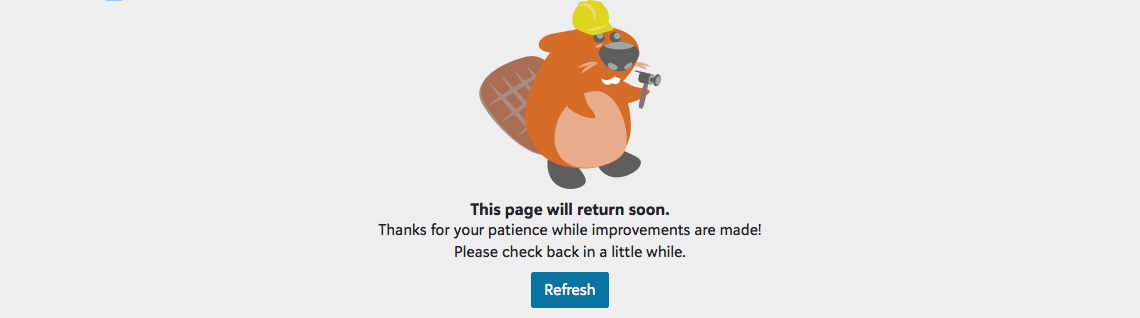 This page will return soon.
Thanks for your patience while improvements are made!
Please check back in a little while.
Refresh